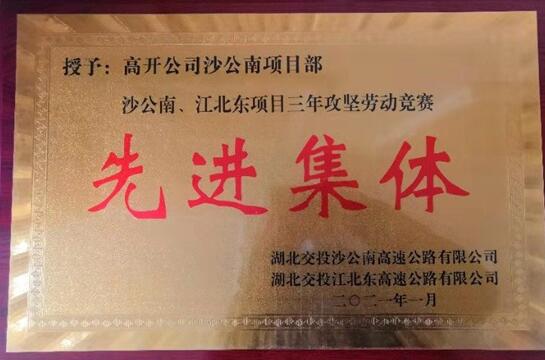 授予：高开公司沙公南项目部
沙公南、江北东项目三年攻坚劳动竞赛
先进集体
湖北交投沙公南高速公路有限公司
湖北交投江北东高速公路有限公司
二〇二一年一月